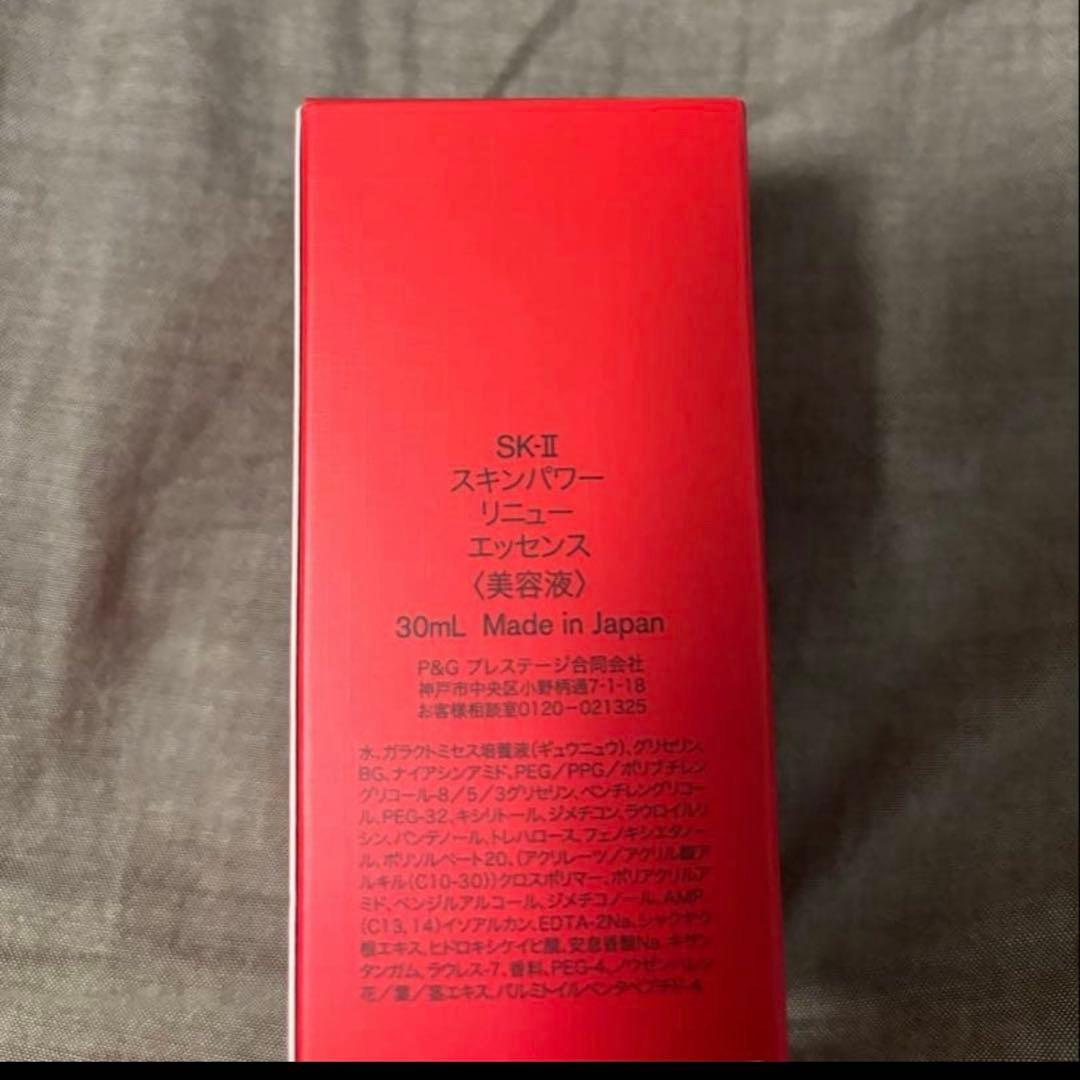 SK-Ⅱ
スキンパワー
リニュー
エッセンス
〈美容液〉
30mL Made in Japan
P&G プレステージ合同会社
神戸市中央区小野柄通7-1-18
お客様相談室0120-021325
水、ガラクトミセス培養液(ギュウニュウ)、グリセリン、
BG、ナイアシンアミド、PEG/PPG/ポリブチレン
グリコール-8/5/3グリセリン、ペンチレングリコー
ル、PEG-32、キシリトール、ジメチコン、ラウロイルリ
シン、パンテノール、トレハロース、フェノキシエタノー
ル、ポリソルベート20、(アクリレーツ/アクリル酸ア
ルキル(C10-30))クロスポリマー、ポリアクリルア
ミド、ベンジルアルコール、ジメチコノール、AMP、
(C13,14)イソアルカン、EDTA-2Na、シャクヤク
根エキス、ヒドロキシケイヒ酸、安息香酸Na、キサン
タンガム、ラウレス-7、香料、PEG-4、ノウゼンハレン
花/葉/茎エキス、パルミトイルペンタペプチド-4